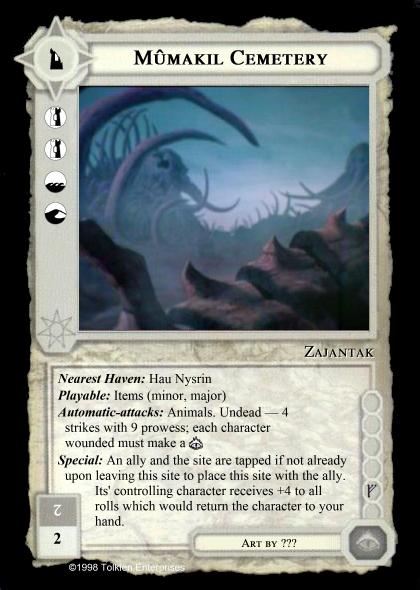 MÛMAKIL CEMETERY
ZAJANTAK
Nearest Haven: Hau Nysrin
Playable: Items (minor, major)
Automatic-attacks: Animals. Undead — 4
strikes with 9 prowess; each character
wounded must make a
Special: An ally and the site are tapped if not already
upon leaving this site to place this site with the ally.
Its' controlling character receives +4 to all
rolls which would return the character to your
hand.
2
2
ART BY ???
©1998 Tolkien Enterprises